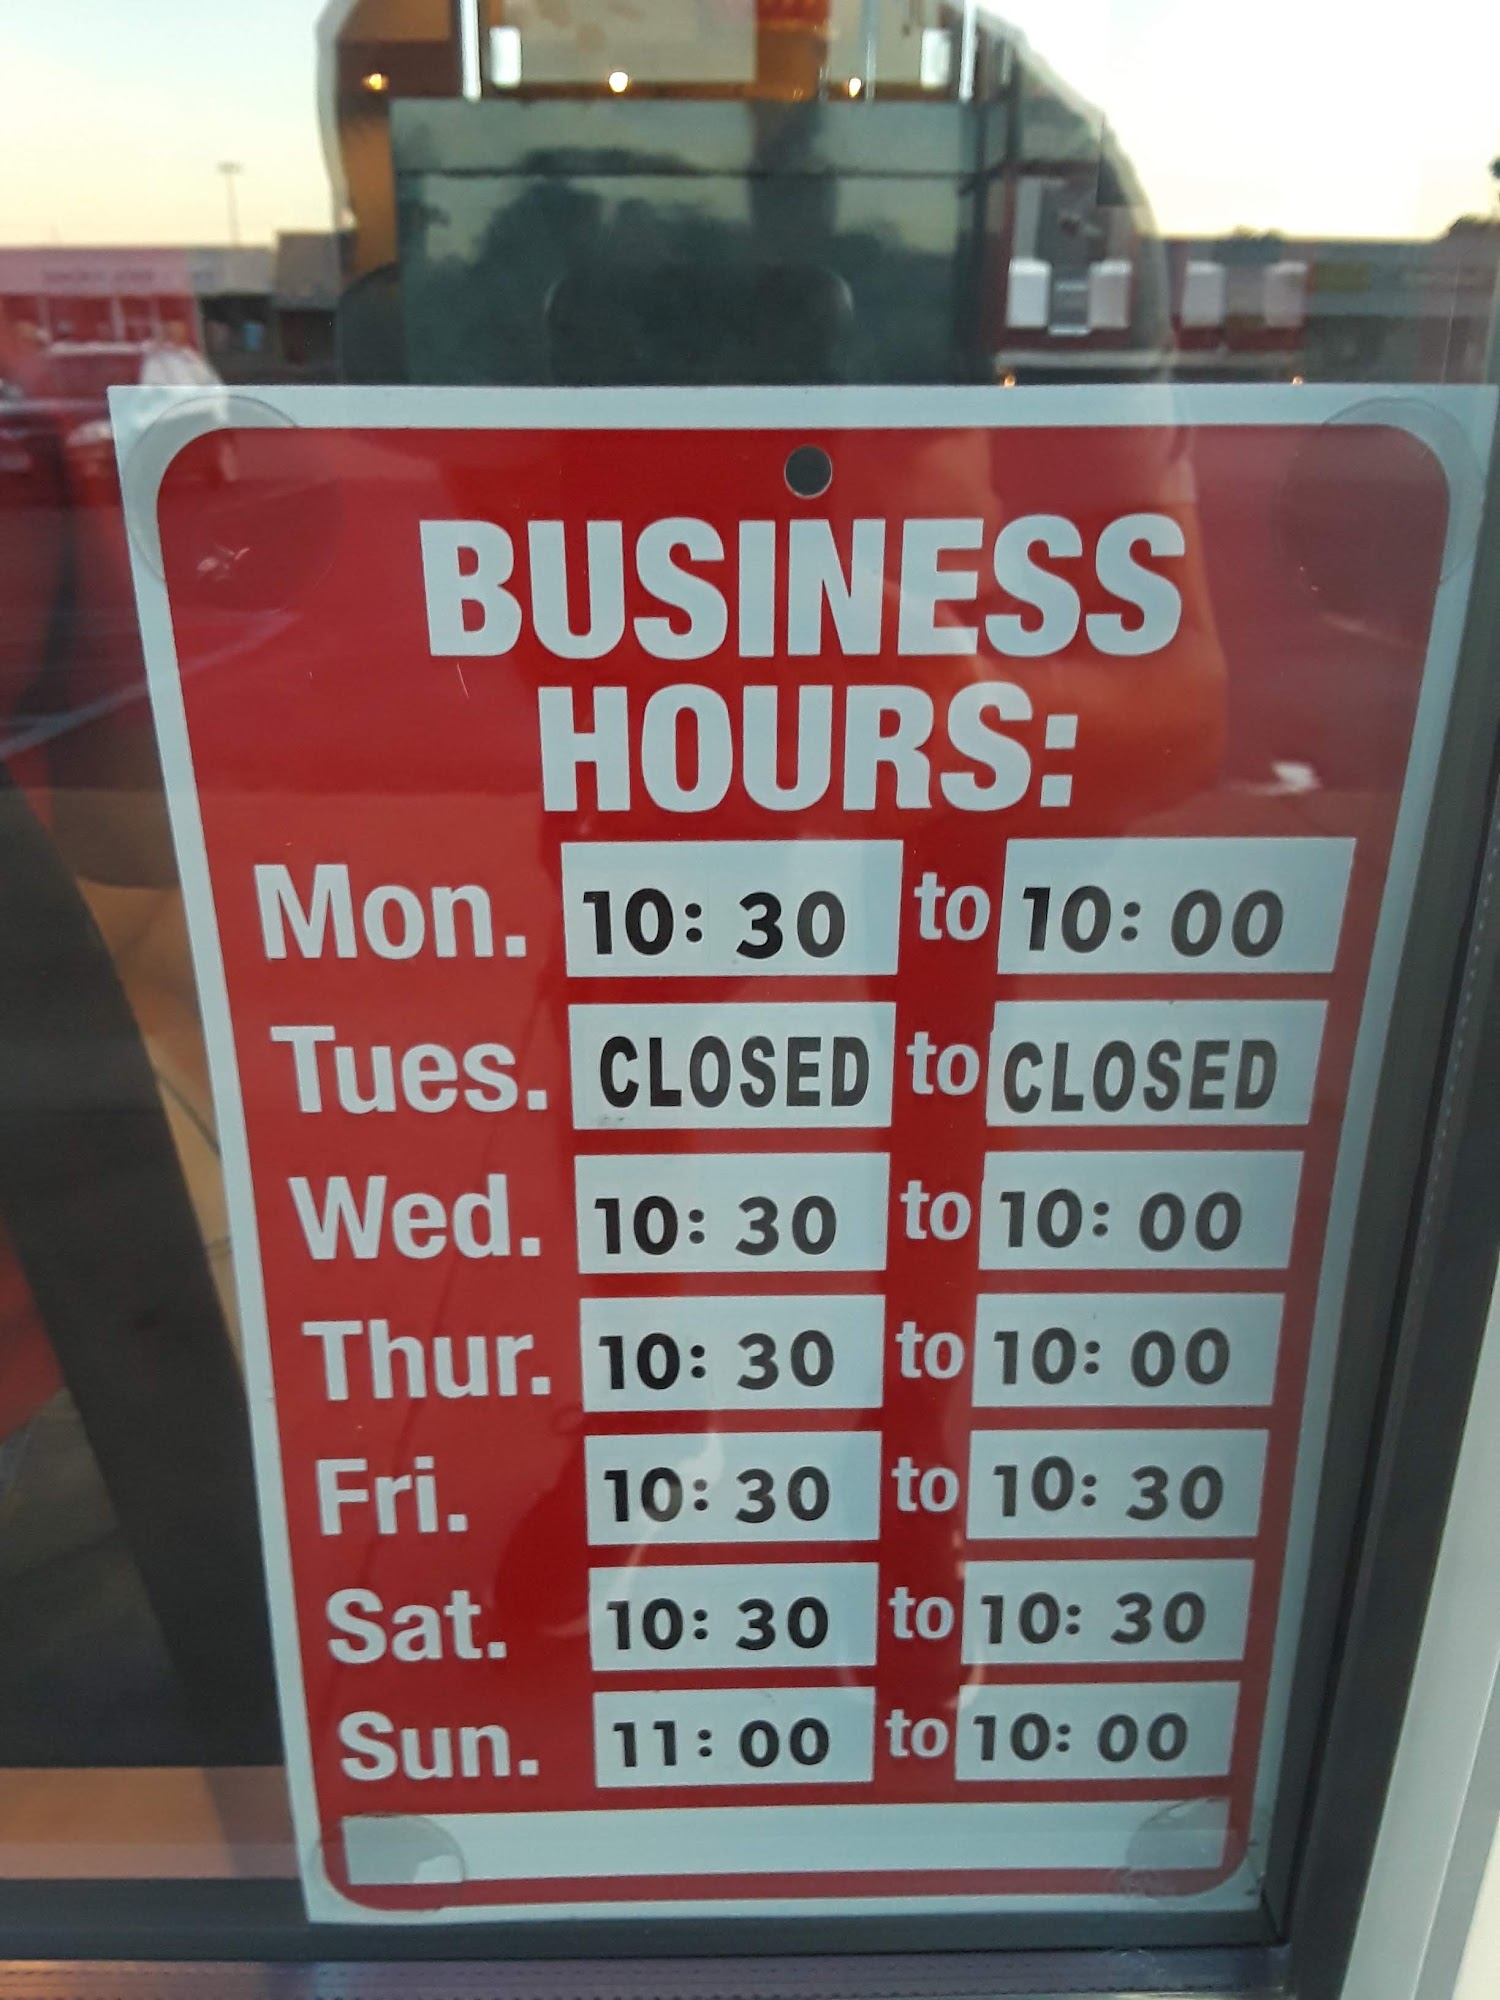 BUSINESS
HOURS:
Mon. 10: 30 to 10: 00
Tues. CLOSED to CLOSED
Wed. 10: 30 to 10: 00
Thur. 10: 30 to 10: 00
Fri. 10: 30 to 10: 30
Sat. 10: 30 to 10: 30
Sun. 11: 00 to 10: 00